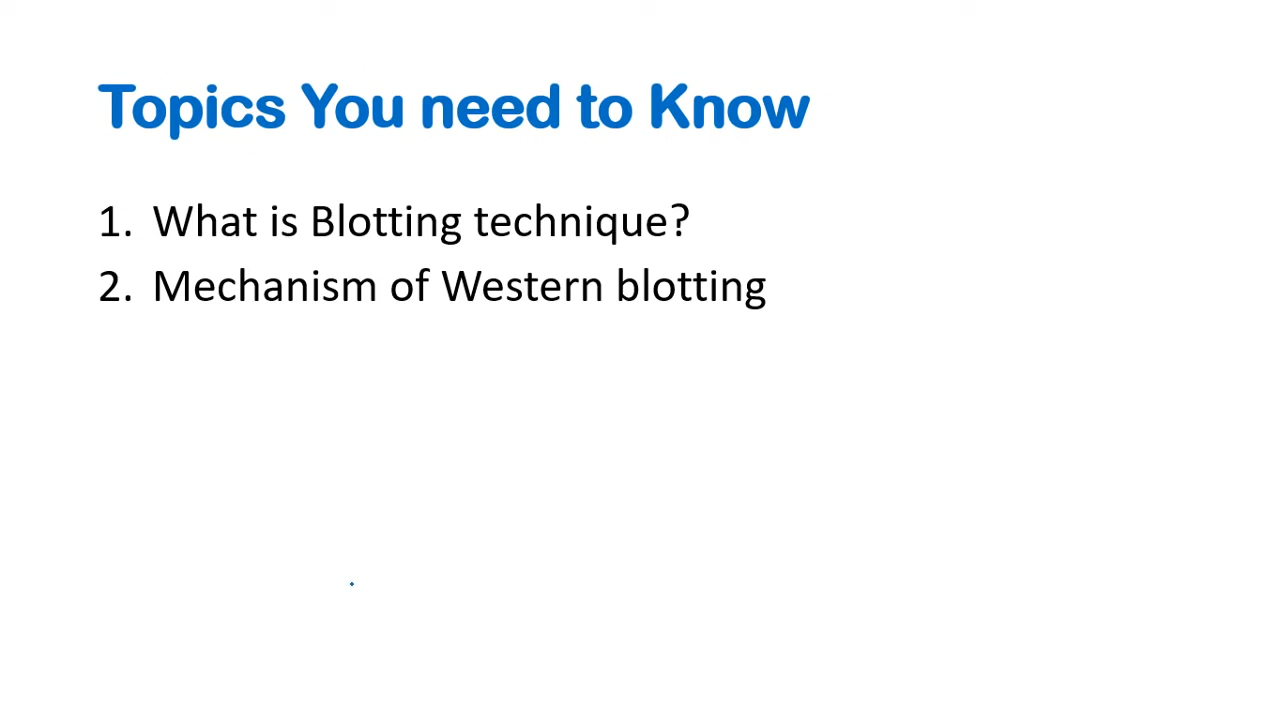 Topics You need to Know
1. What is Blotting technique?
2. Mechanism of Western blotting